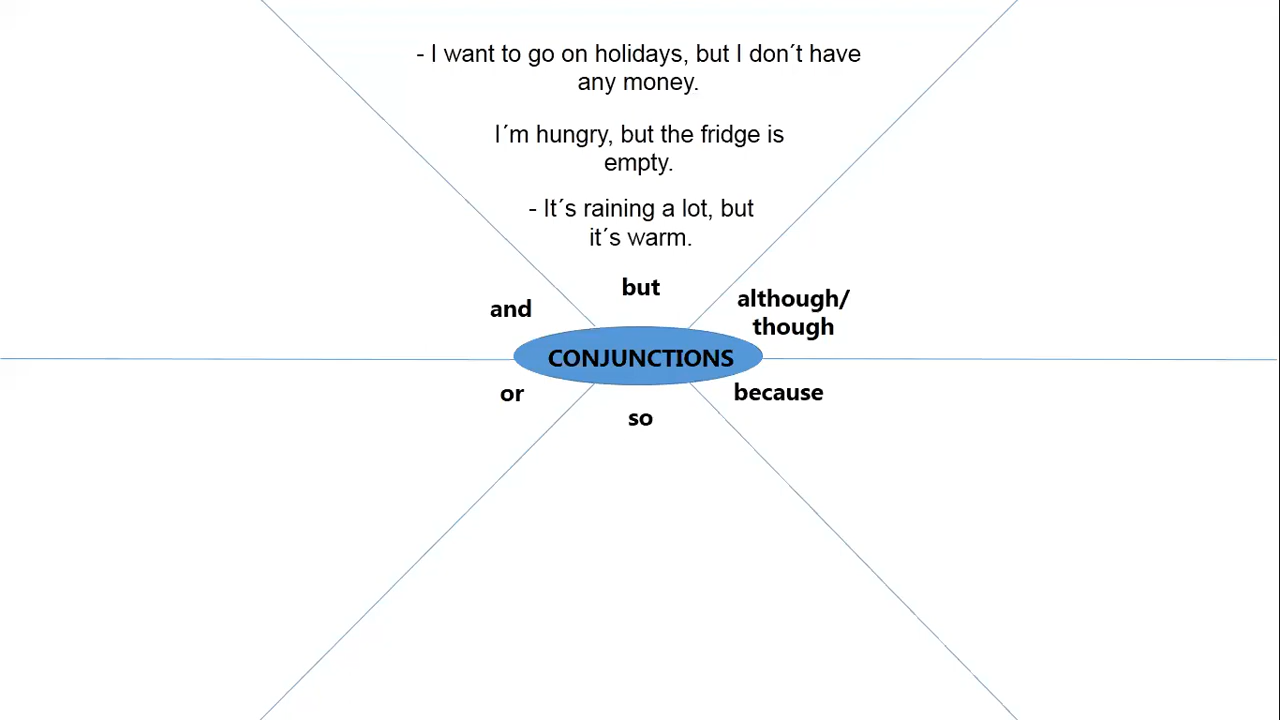 - I want to go on holidays, but I don´t have
any money.
I´m hungry, but the fridge is
empty.
- It´s raining a lot, but
it´s warm.
but
and
although/
though
CONJUNCTIONS
or
because
so